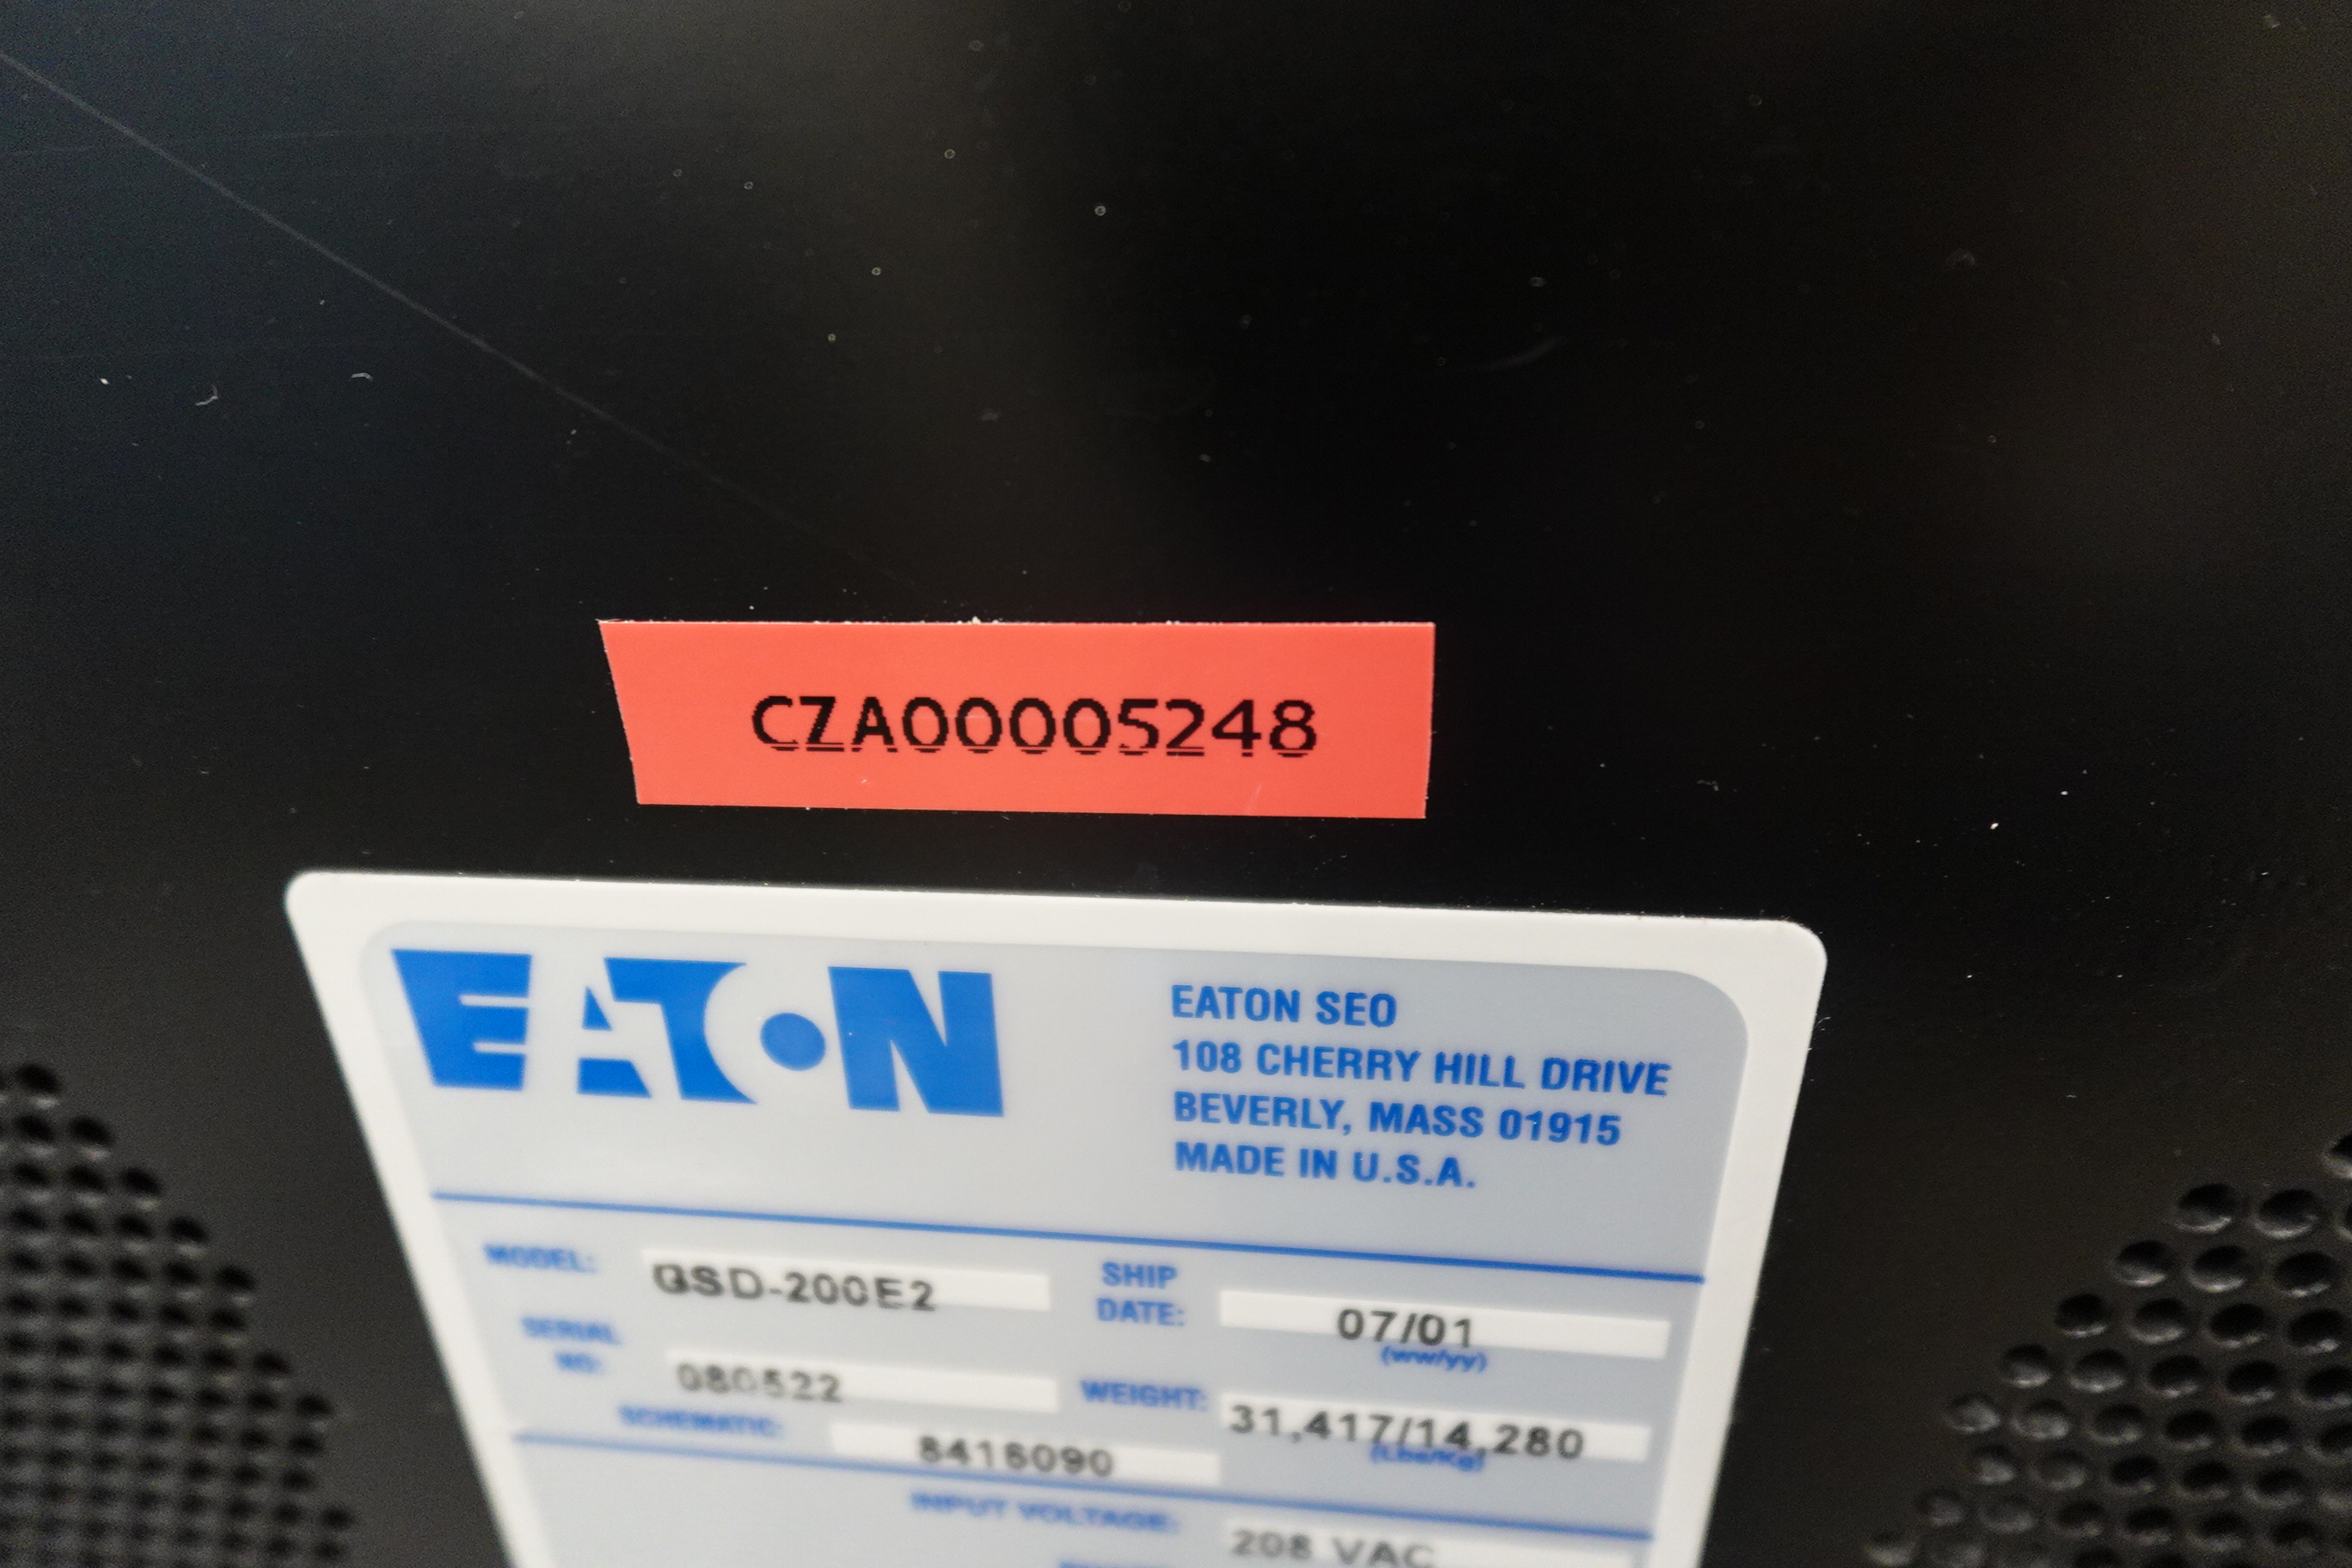 CZA00005248
EATON
EATON SEO
108 CHERRY HILL DRIVE
BEVERLY, MASS 01915
MADE IN U.S.A.
MODEL: GSD-200E2
SHIP DATE: 07/01
(ww/yy)
SERIAL NO: 080522
WEIGHT: 31,417/14,280
(Lbs/Kg)
SCHEMATIC: 8416090
INPUT VOLTAGE: 208 VAC